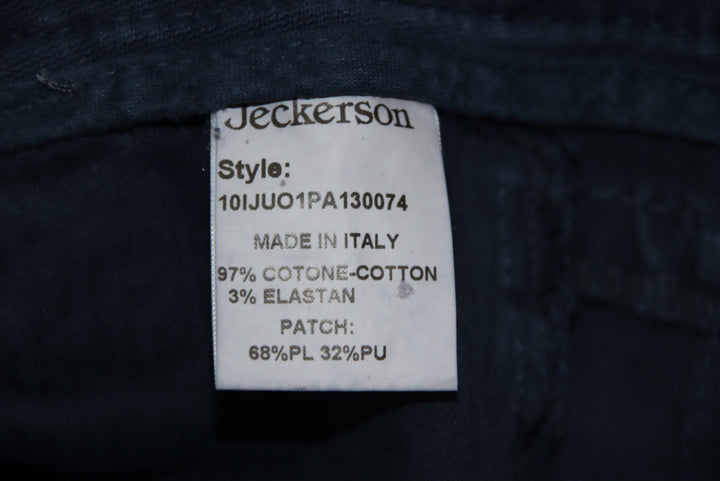 Jeckerson
Style:
10IJUO1PA130074
MADE IN ITALY
97% COTONE-COTTON
3% ELASTAN
PATCH:
68%PL 32%PU